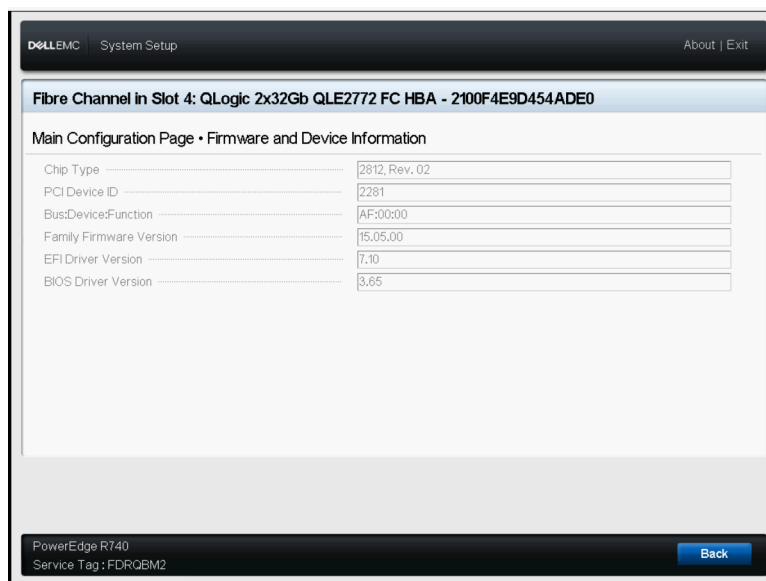 DELLEMC System Setup About | Exit
Fibre Channel in Slot 4: QLogic 2x32Gb QLE2772 FC HBA - 2100F4E9D454ADE0
Main Configuration Page • Firmware and Device Information
Chip Type 2812, Rev. 02
PCI Device ID 2281
Bus:Device:Function AF:00:00
Family Firmware Version 15.05.00
EFI Driver Version 7.10
BIOS Driver Version 3.65
PowerEdge R740
Service Tag : FDRQBM2
Back